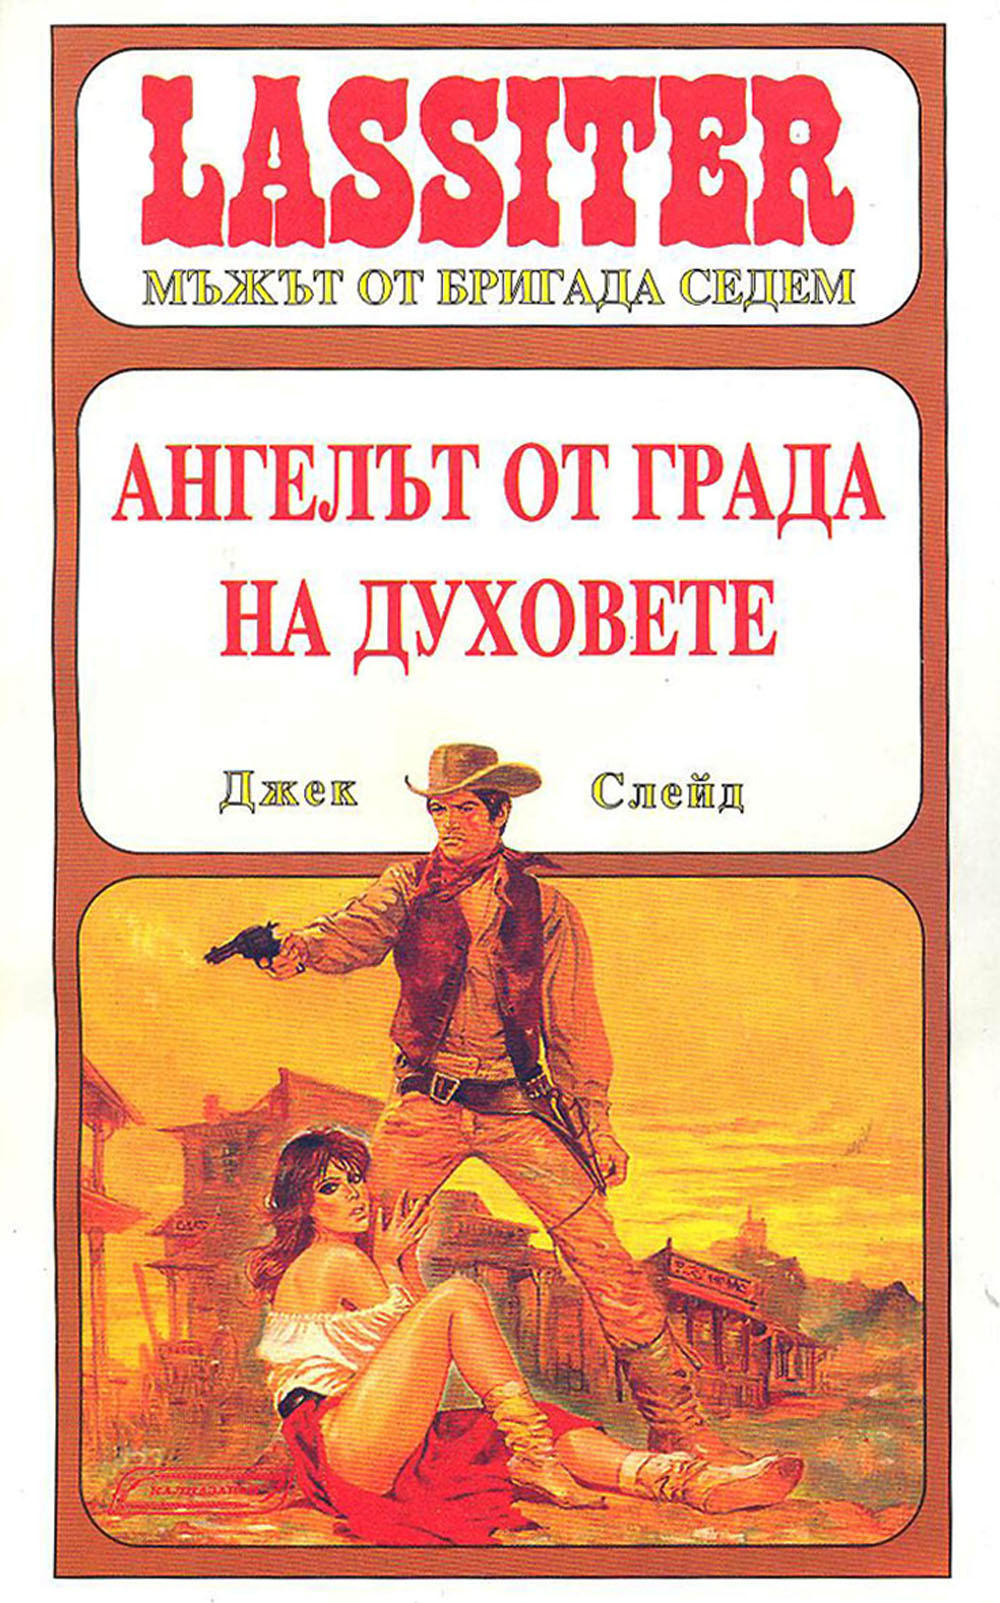 LASSITER
МЪЖЪТ ОТ БРИГАДА СЕДЕМ
АНГЕЛЪТ ОТ ГРАДА
НА ДУХОВЕТЕ
Джек Слейд